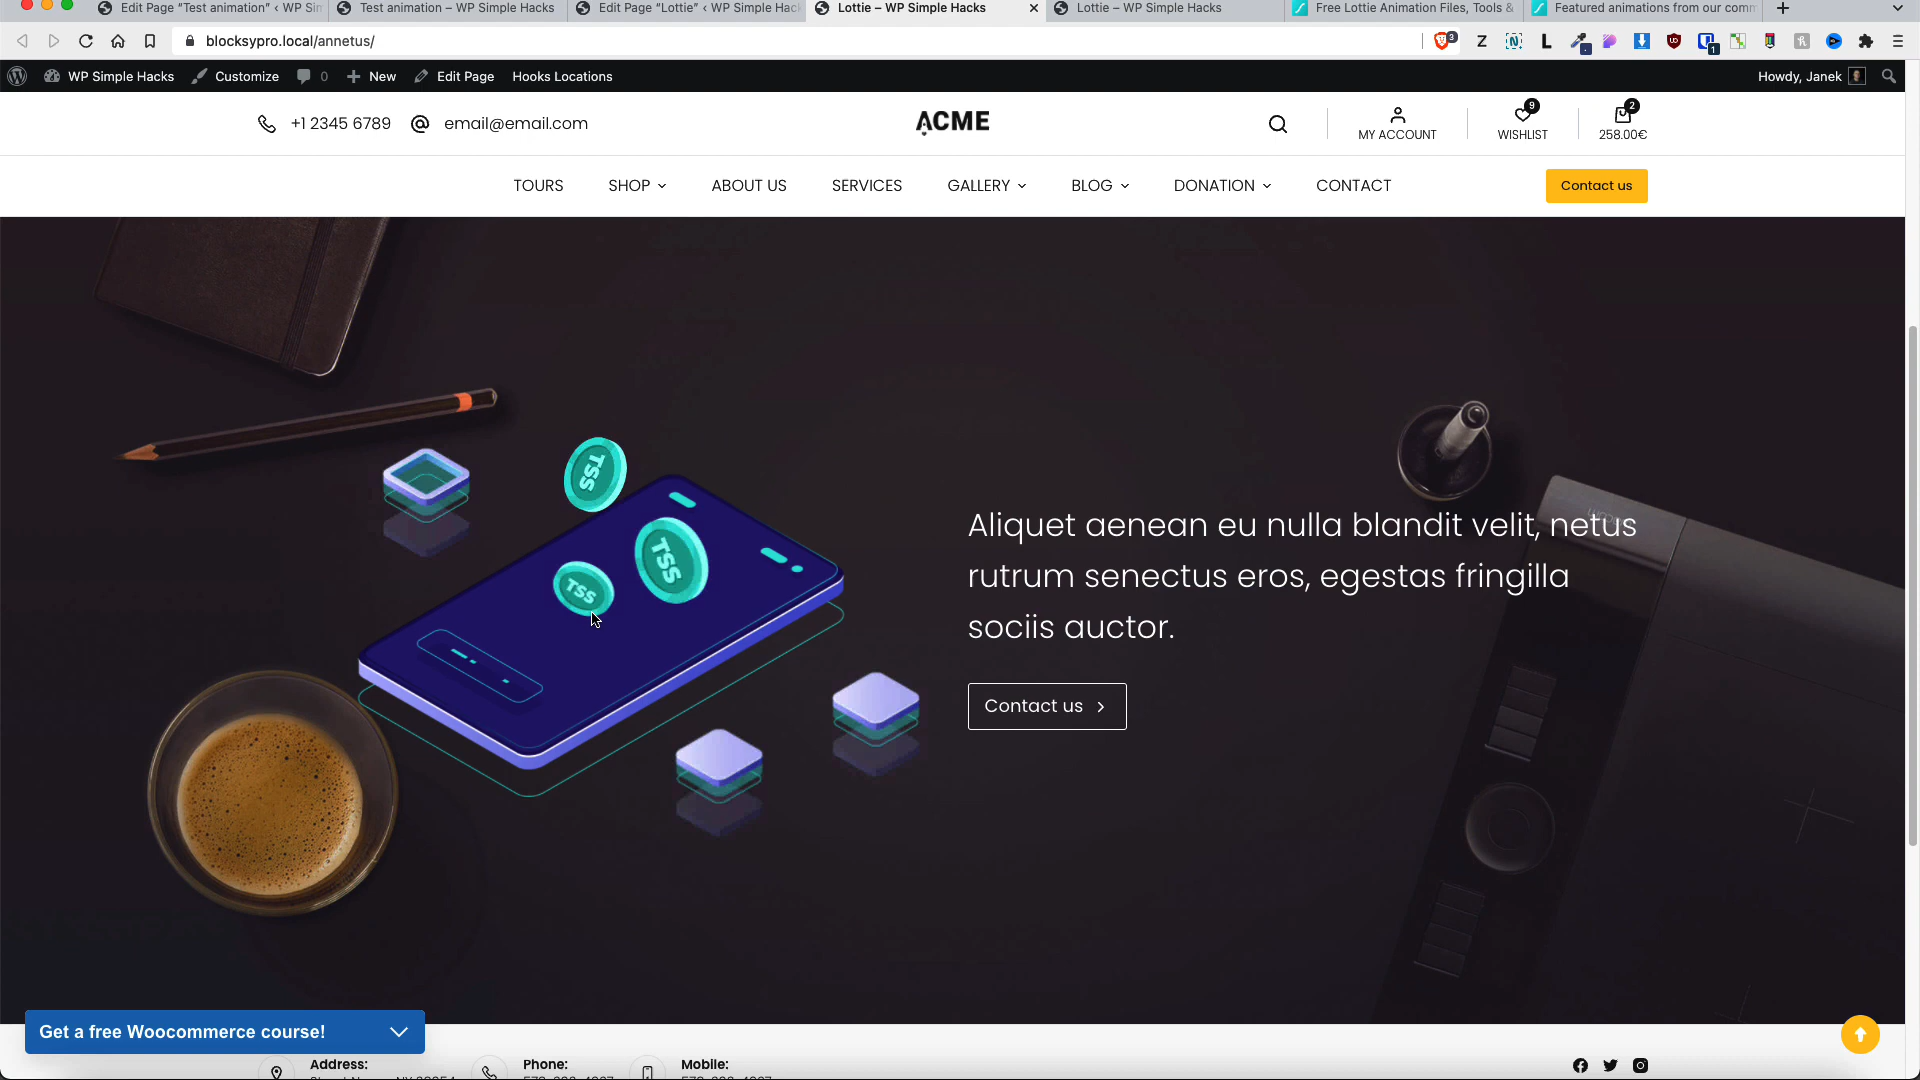 Edit Page “Test animation” ‹ WP Sim
Test animation – WP Simple Hacks
Edit Page “Lottie” ‹ WP Simple Hac
Lottie – WP Simple Hacks
Lottie – WP Simple Hacks
Free Lottie Animation Files, Tools &
Featured animations from our comm
blocksypro.local/annetus/
WP Simple Hacks
Customize
0
New
Edit Page
Hooks Locations
Howdy, Janek
+1 2345 6789
email@email.com
ACME
MY ACCOUNT
9
WISHLIST
2
258.00€
TOURS
SHOP
ABOUT US
SERVICES
GALLERY
BLOG
DONATION
CONTACT
Contact us
TSS
TSS
TSS
Aliquet aenean eu nulla blandit velit, netus
rutrum senectus eros, egestas fringilla
sociis auctor.
Contact us
Get a free Woocommerce course!
Address:
Phone:
Mobile: